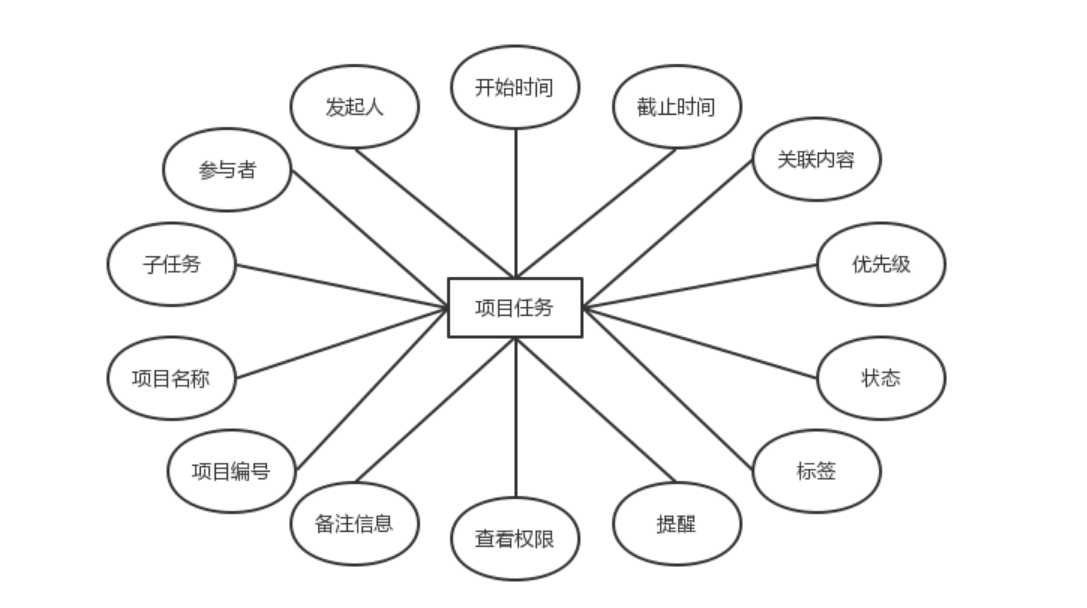 开始时间
发起人
截止时间
关联内容
参与者
子任务
优先级
项目任务
项目名称
状态
项目编号
标签
备注信息
提醒
查看权限